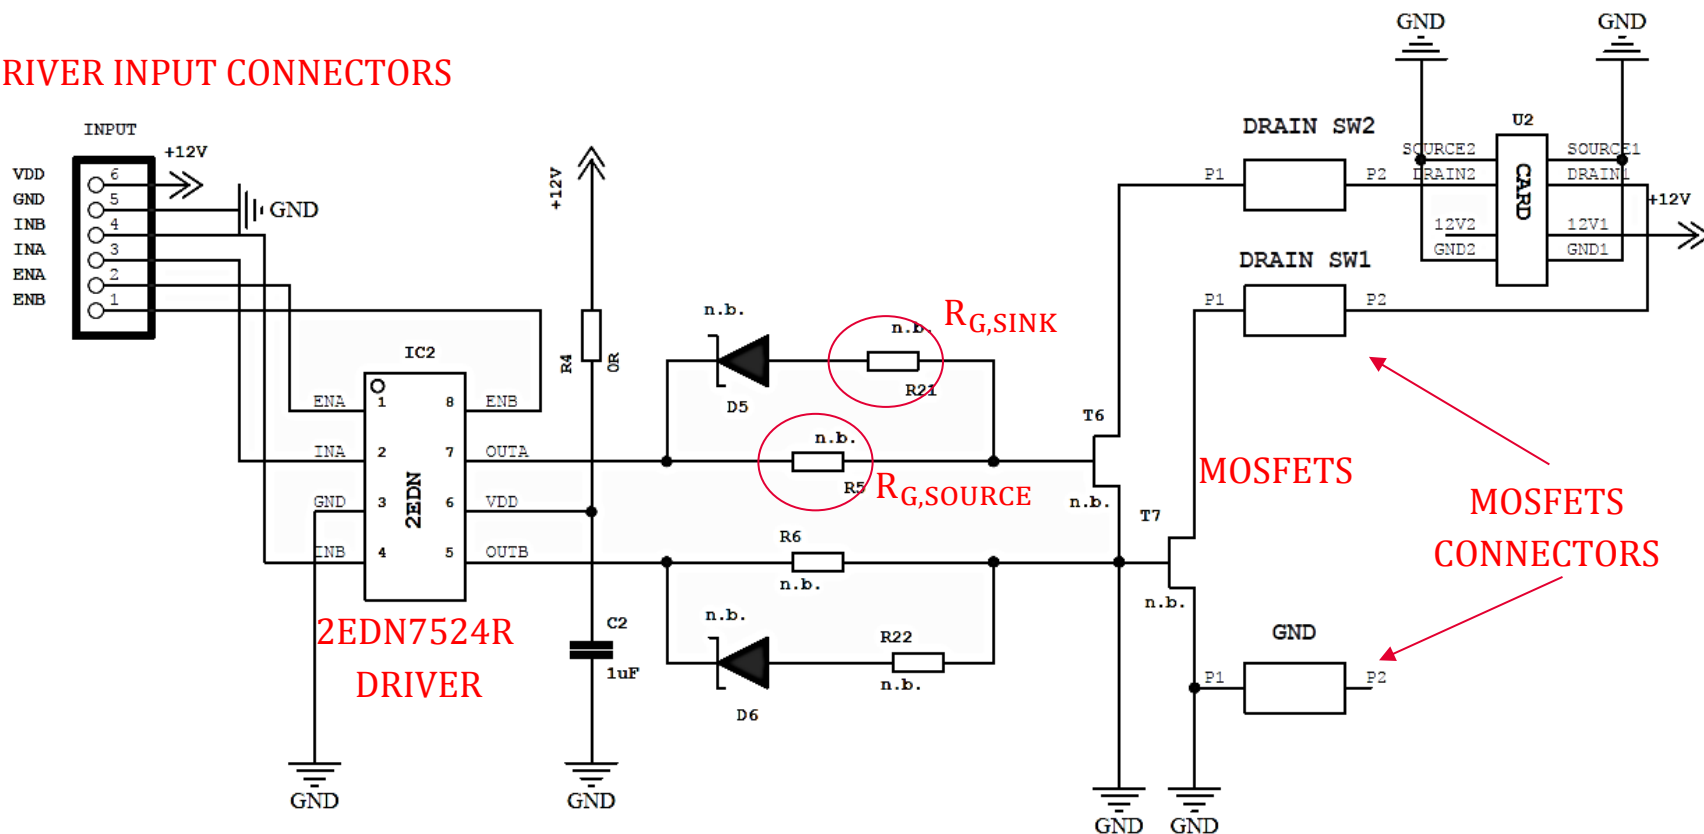 GND
GND
RIVER INPUT CONNECTORS
INPUT
+12V
VDD
6
GND
5
GND
INB
4
INA
3
ENA
2
ENB
1
+12V
R4
0R
IC2
ENA
1
8
ENB
INA
2
7
OUTA
GND
3
6
VDD
INB
4
5
OUTB
2EDN
2EDN7524R
DRIVER
GND
C2
1uF
GND
n.b.
D5
n.b.
R21
RG,SINK
n.b.
R5
RG,SOURCE
R6
n.b.
n.b.
D6
R22
n.b.
T6
n.b.
T7
n.b.
MOSFETS
DRAIN SW2
P1
P2
DRAIN SW1
P1
P2
U2
CARD
SOURCE2
SOURCE1
DRAIN2
DRAIN1
+12V
12V2
12V1
GND2
GND1
MOSFETS
CONNECTORS
GND
P1
P2
GND
GND